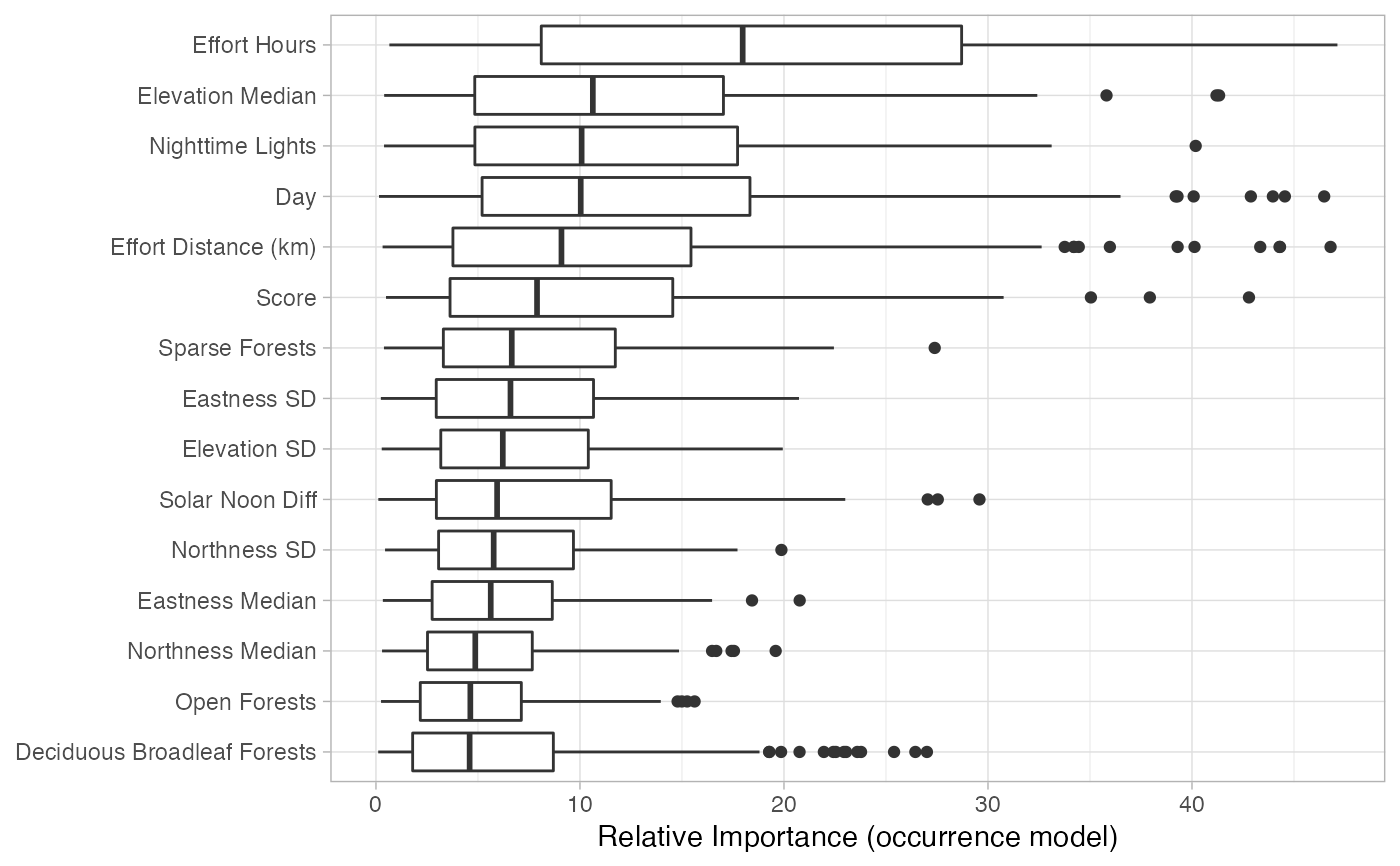 Effort Hours
Elevation Median
Nighttime Lights
Day
Effort Distance (km)
Score
Sparse Forests
Eastness SD
Elevation SD
Solar Noon Diff
Northness SD
Eastness Median
Northness Median
Open Forests
Deciduous Broadleaf Forests
0 10 20 30 40
Relative Importance (occurrence model)